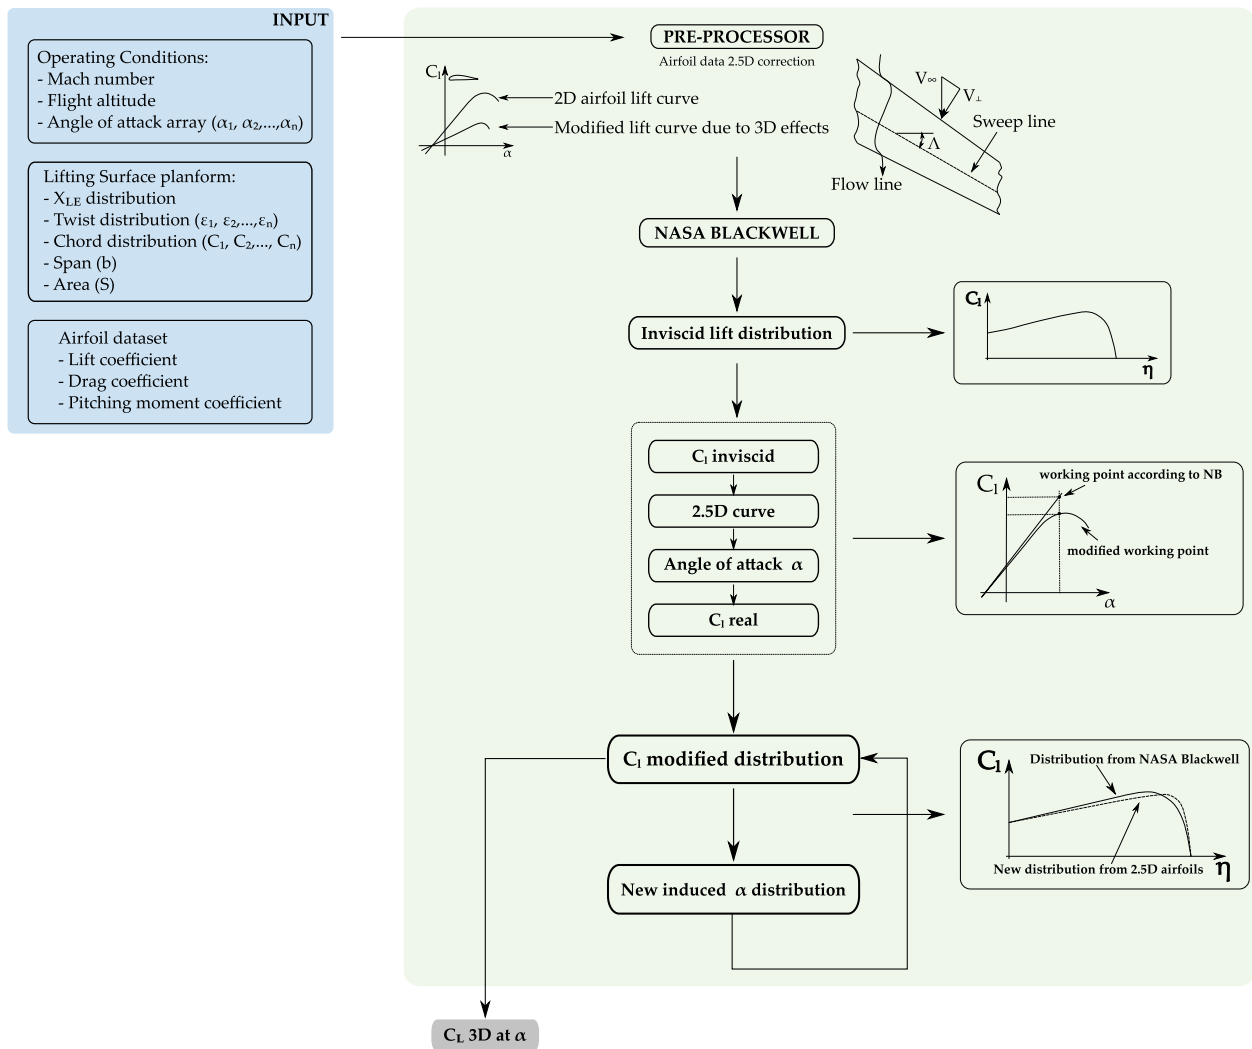 INPUT
Operating Conditions:
- Mach number
- Flight altitude
- Angle of attack array (α₁, α₂,...,αₙ)
Lifting Surface planform:
- X_LE distribution
- Twist distribution (ε₁, ε₂,...,εₙ)
- Chord distribution (C₁, C₂,..., Cₙ)
- Span (b)
- Area (S)
Airfoil dataset
- Lift coefficient
- Drag coefficient
- Pitching moment coefficient
PRE-PROCESSOR
Airfoil data 2.5D correction
Cₗ
2D airfoil lift curve
Modified lift curve due to 3D effects
α
V∞
V⊥
Sweep line
Λ
Flow line
NASA BLACKWELL
Inviscid lift distribution
Cₗ
η
Cₗ inviscid
2.5D curve
Angle of attack α
Cₗ real
Cₗ
working point according to NB
modified working point
α
Cₗ modified distribution
New induced α distribution
Cₗ
Distribution from NASA Blackwell
New distribution from 2.5D airfoils
η
C_L 3D at α